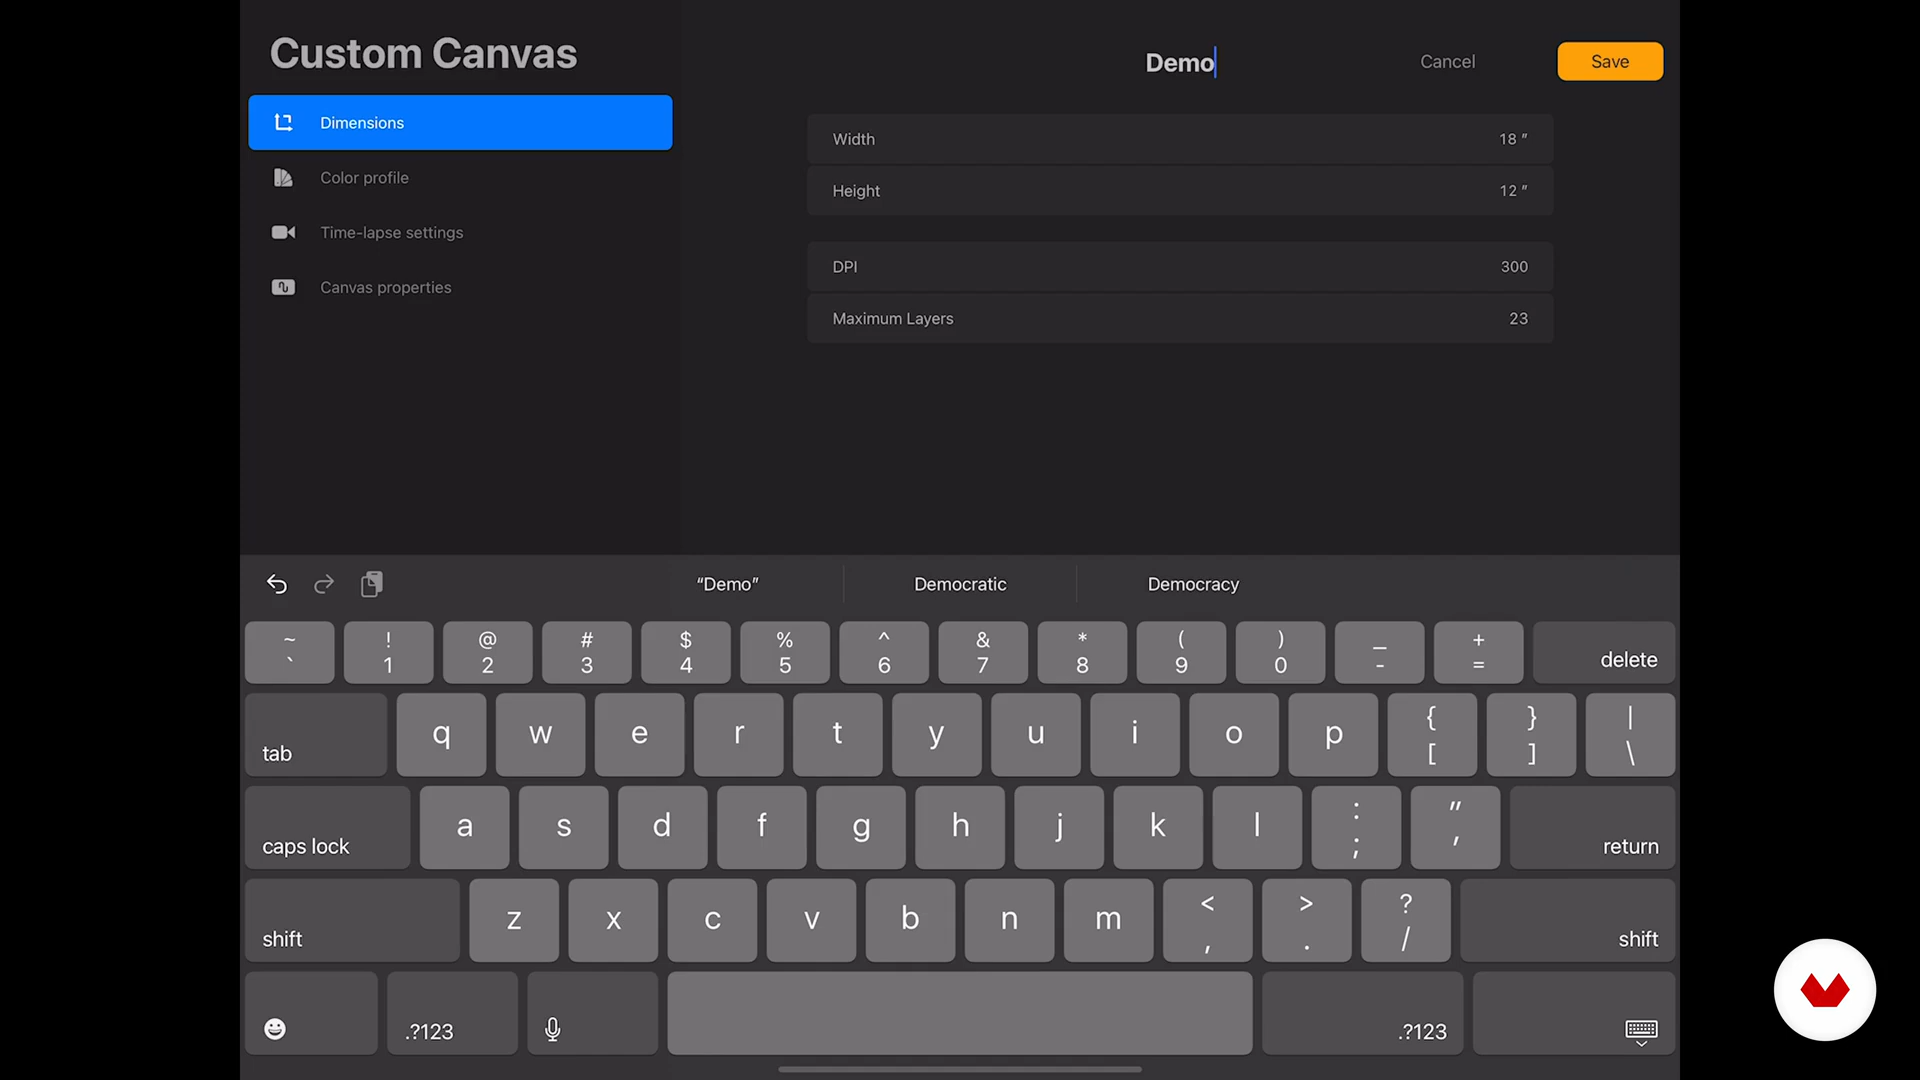 Custom Canvas
Demo
Cancel
Save
Dimensions
Color profile
Time-lapse settings
Canvas properties
Width 18 ″
Height 12 ″
DPI 300
Maximum Layers 23
“Demo” Democratic Democracy
~ ! @ # $ % ^ & * ( ) _ +
` 1 2 3 4 5 6 7 8 9 0 - = delete
tab q w e r t y u i o p { [ } ] | \
caps lock a s d f g h j k l : ; " ' return
shift z x c v b n m < , > . ? / shift
.?123 .?123